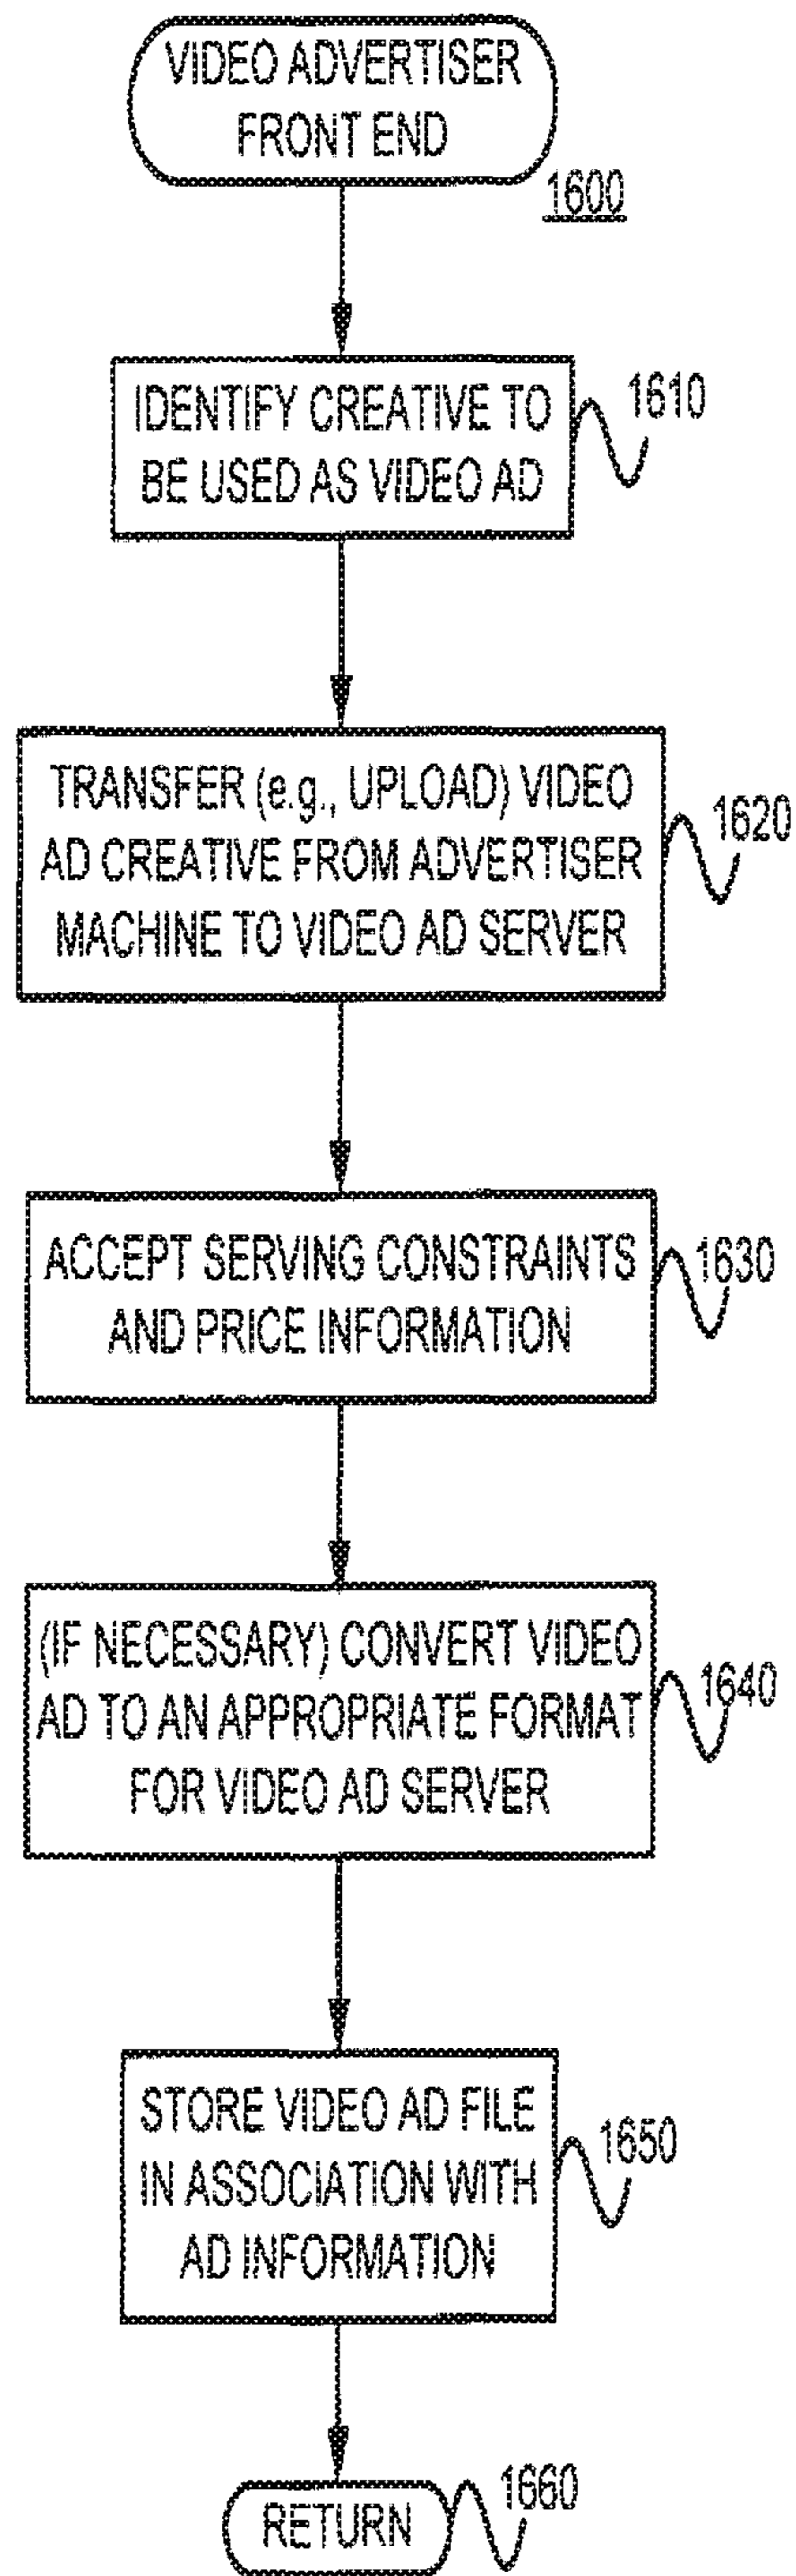 VIDEO ADVERTISER
FRONT END
1600
IDENTIFY CREATIVE TO
BE USED AS VIDEO AD
1610
TRANSFER (e.g., UPLOAD) VIDEO
AD CREATIVE FROM ADVERTISER
MACHINE TO VIDEO AD SERVER
1620
ACCEPT SERVING CONSTRAINTS
AND PRICE INFORMATION
1630
(IF NECESSARY) CONVERT VIDEO
AD TO AN APPROPRIATE FORMAT
FOR VIDEO AD SERVER
1640
STORE VIDEO AD FILE
IN ASSOCIATION WITH
AD INFORMATION
1650
RETURN
1660